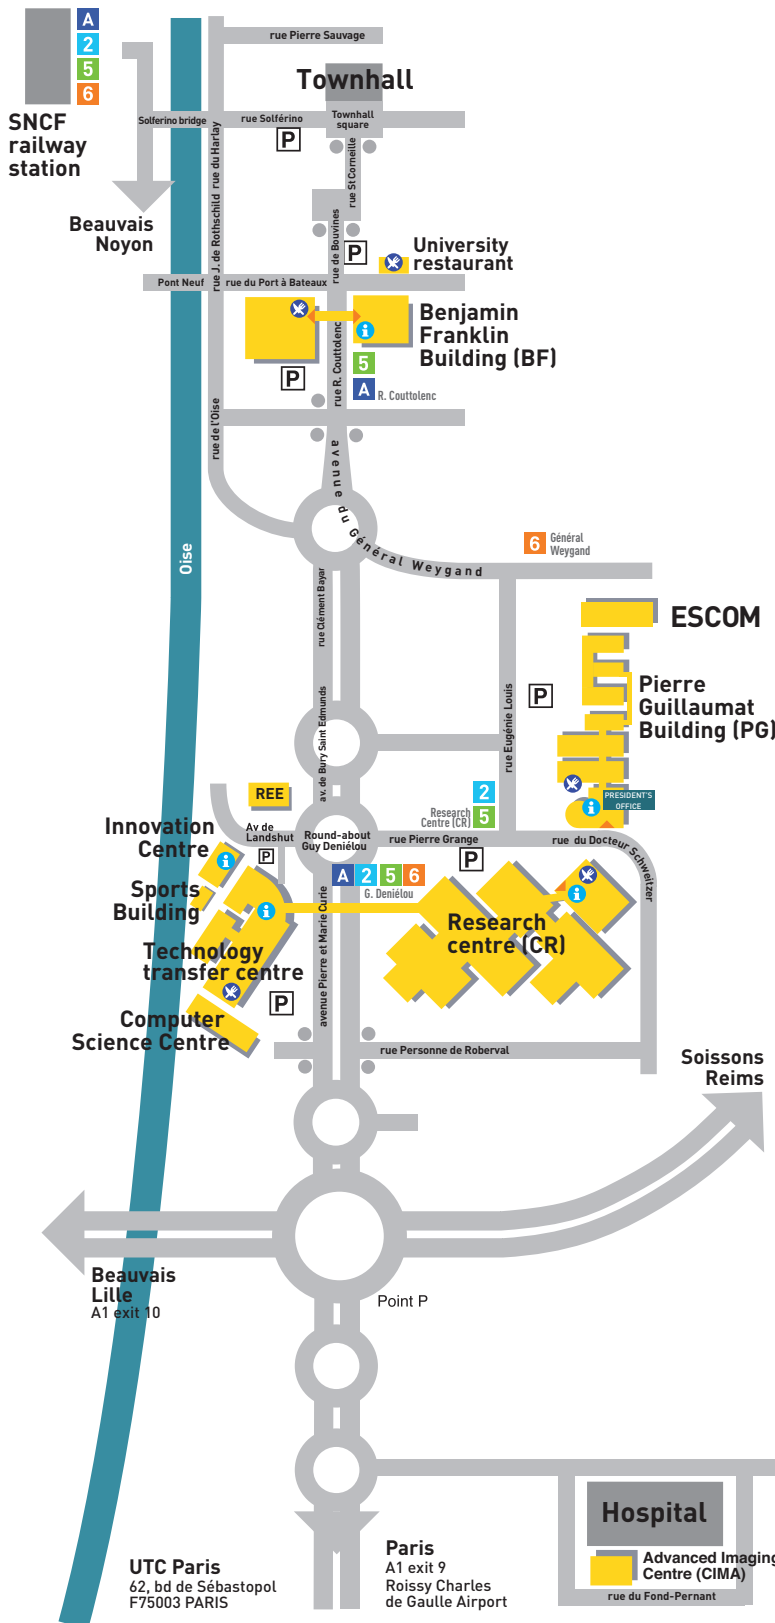 A
2
5
6
SNCF
railway
station
rue Pierre Sauvage
Townhall
Solferino bridge
rue Solférino
Townhall
square
P
rue du Harlay
rue St Corneille
Beauvais
Noyon
rue J. de Rothschild
rue de Bouvines
P
University
restaurant
Pont Neuf
rue du Port à Bateaux
Benjamin
Franklin
Building (BF)
i
rue R. Couttolenc
5
A
R. Couttolenc
P
rue de l'Oise
avenue du Général Weygand
6
Général
Weygand
Oise
rue Clément Bayar
ESCOM
Pierre
Guillaumat
Building (PG)
P
rue Eugénie Louis
av. de Bury Saint Edmunds
REE
2
5
Research
Centre (CR)
PRESIDENT'S
OFFICE
i
Innovation
Centre
i
Av de
Landshut
P
Round-about
Guy Deniélou
rue Pierre Grange
rue du Docteur Schweitzer
P
A
2
5
6
G. Deniélou
Sports
Building
i
i
Research
centre (CR)
Technology
transfer centre
avenue Pierre et Marie Curie
P
Computer
Science Centre
rue Personne de Roberval
Soissons
Reims
Beauvais
Lille
A1 exit 10
Point P
Hospital
Advanced Imaging
Centre (CIMA)
rue du Fond-Pernant
UTC Paris
62, bd de Sébastopol
F75003 PARIS
Paris
A1 exit 9
Roissy Charles
de Gaulle Airport